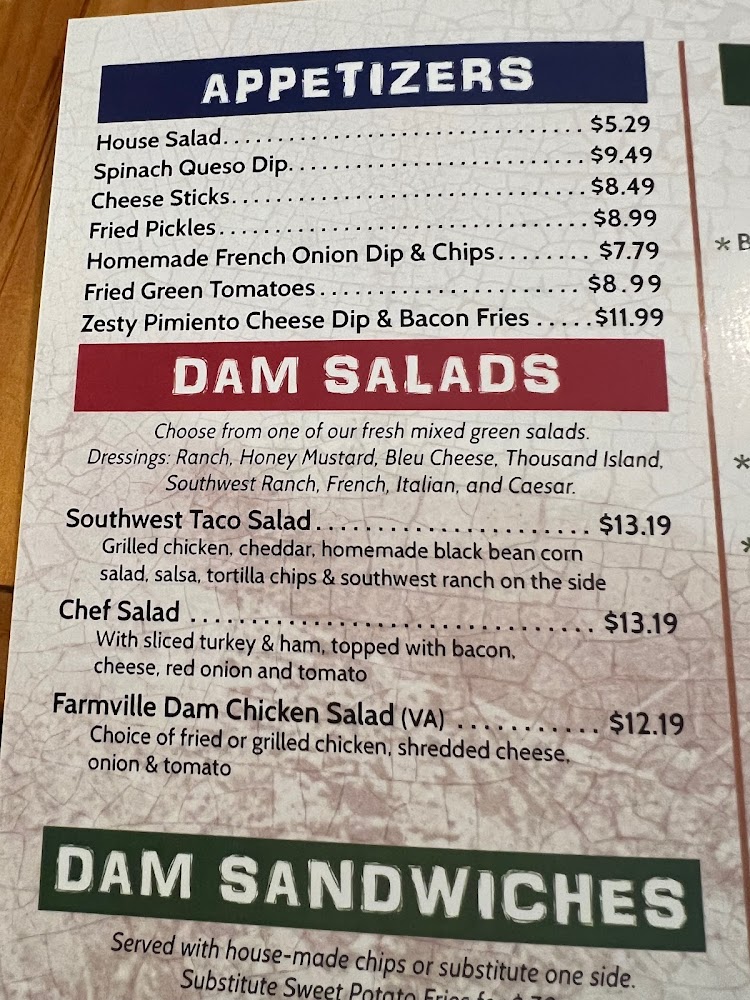 APPETIZERS
House Salad................................ $5.29
Spinach Queso Dip.......................... $9.49
Cheese Sticks............................... $8.49
Fried Pickles................................ $8.99
Homemade French Onion Dip & Chips........ $7.79
Fried Green Tomatoes....................... $8.99
Zesty Pimiento Cheese Dip & Bacon Fries .....$11.99
DAM SALADS
Choose from one of our fresh mixed green salads.
Dressings: Ranch, Honey Mustard, Bleu Cheese, Thousand Island,
Southwest Ranch, French, Italian, and Caesar.
Southwest Taco Salad....................... $13.19
Grilled chicken, cheddar, homemade black bean corn
salad, salsa, tortilla chips & southwest ranch on the side
Chef Salad .................................. $13.19
With sliced turkey & ham, topped with bacon,
cheese, red onion and tomato
Farmville Dam Chicken Salad (VA) ............ $12.19
Choice of fried or grilled chicken, shredded cheese,
onion & tomato
DAM SANDWICHES
Served with house-made chips or substitute one side.
Substitute Sweet Potato Fries
* B
*